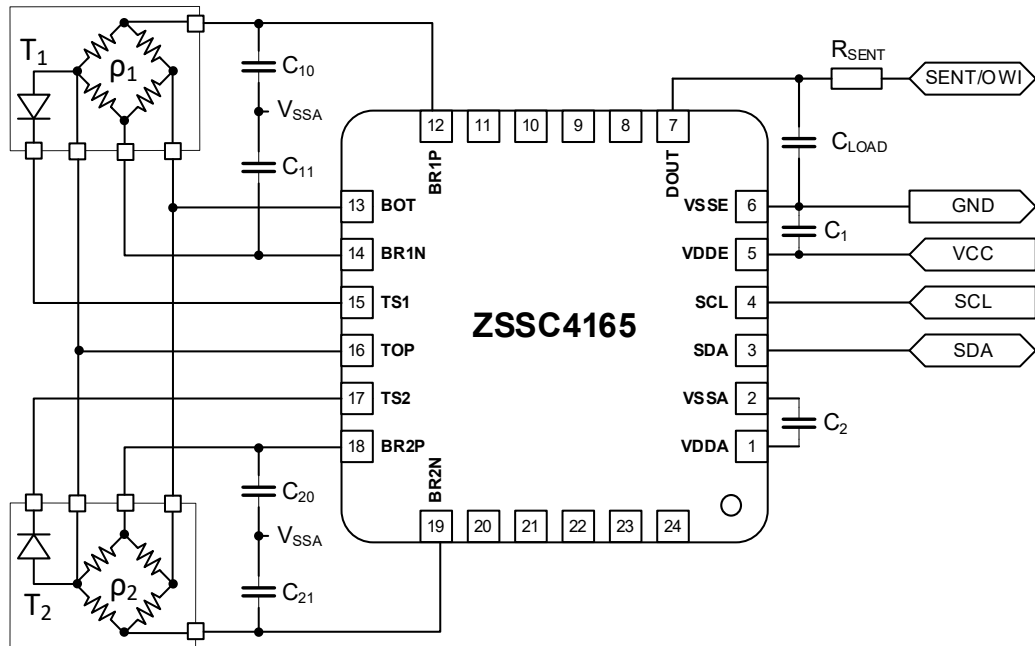 T1
ρ1
C10
VSSA
C11
12 11 10 9 8 7
BR1P
DOUT
RSENT
SENT/OWI
CLOAD
13 BOT
VSSE 6
GND
C1
14 BR1N
VDDE 5
VCC
15 TS1
SCL 4
SCL
ZSSC4165
16 TOP
SDA 3
SDA
17 TS2
VSSA 2
C2
18 BR2P
VDDA 1
BR2N
19 20 21 22 23 24
C20
VSSA
C21
T2
ρ2